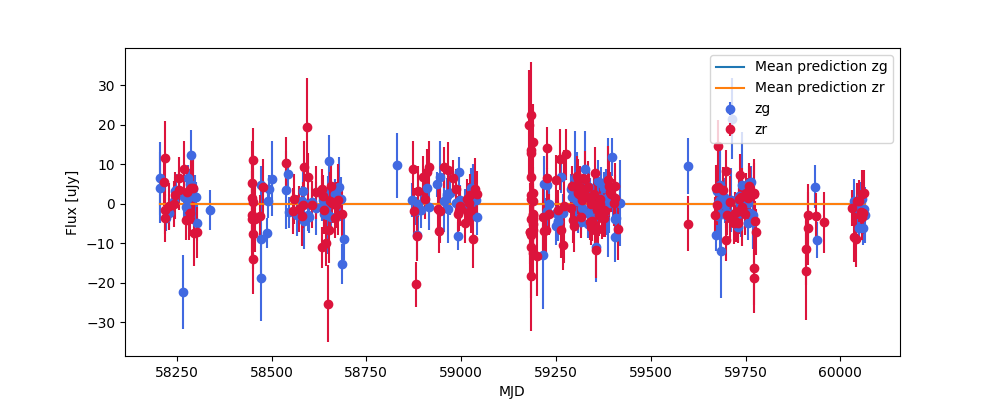 Mean prediction zg
Mean prediction zr
zg
zr
Flux [uJy]
30
20
10
0
−10
−20
−30
58250
58500
58750
59000
59250
59500
59750
60000
MJD